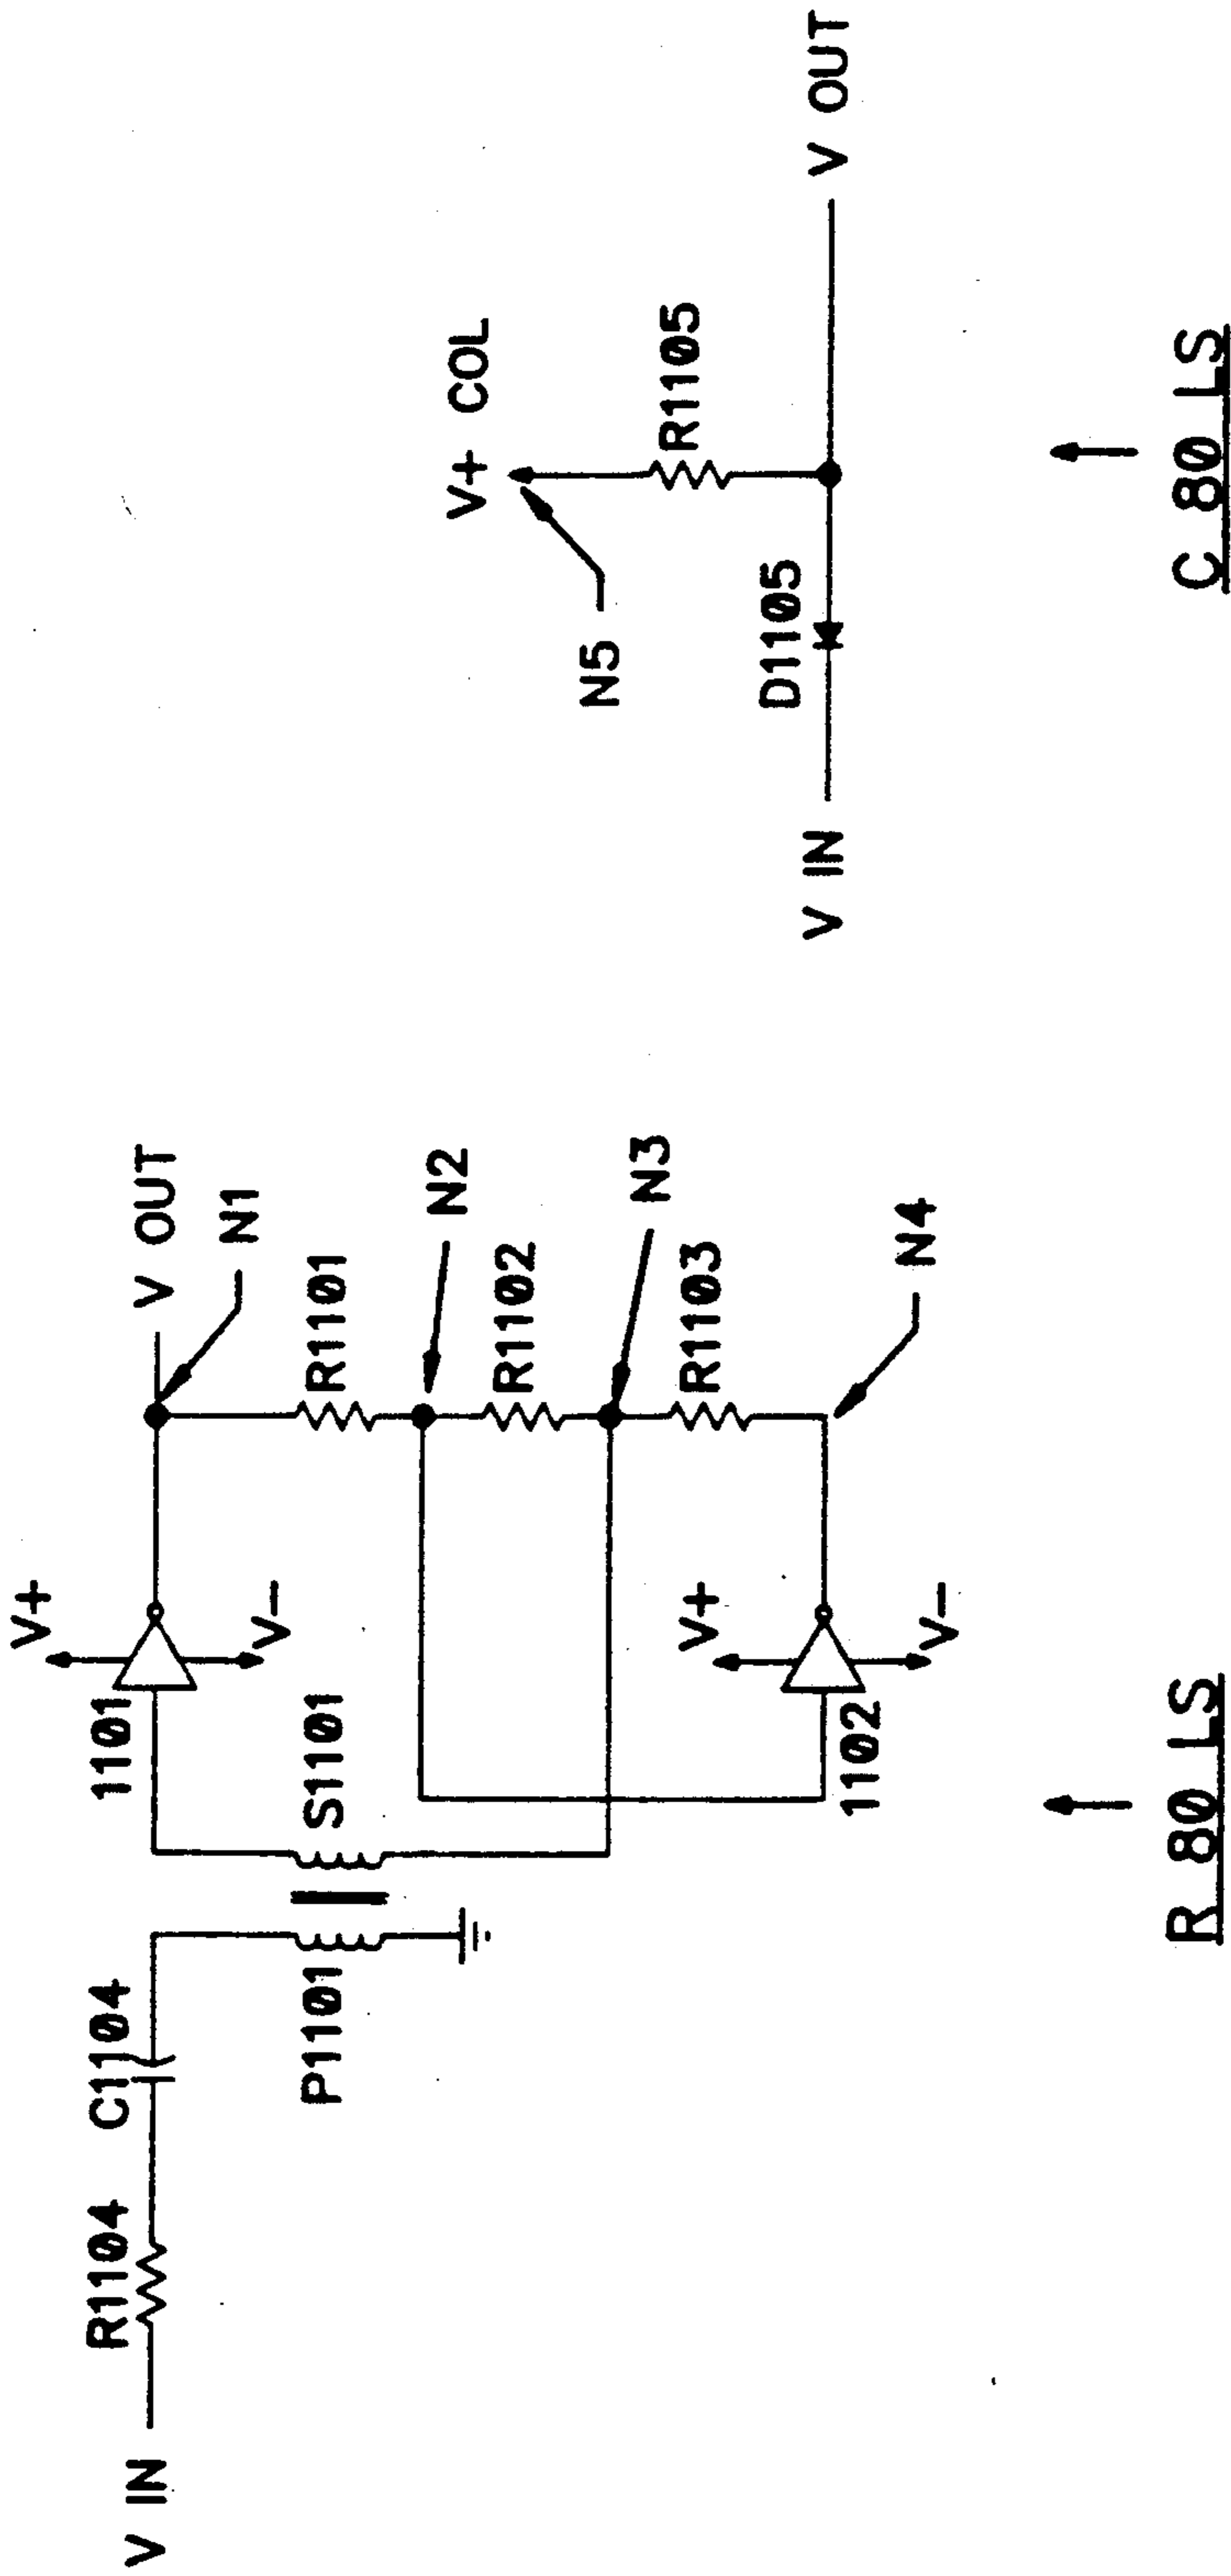 V+
1101
V-
V OUT
N1
R1104
C1104
V IN
P1101
S1101
R1101
N2
R1102
N3
V+
1102
V-
R1103
N4
R 80 LS
V+ COL
N5
R1105
D1105
V IN
V OUT
C 80 LS